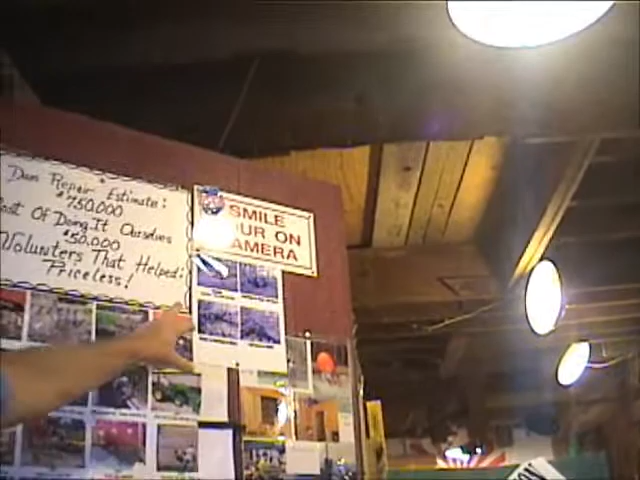 Dam Repair Estimate:
$750,000
Cost Of Doing It Ourselves
$50,000
Volunteers That Helped:
Priceless!
SMILE
YOUR ON
CAMERA